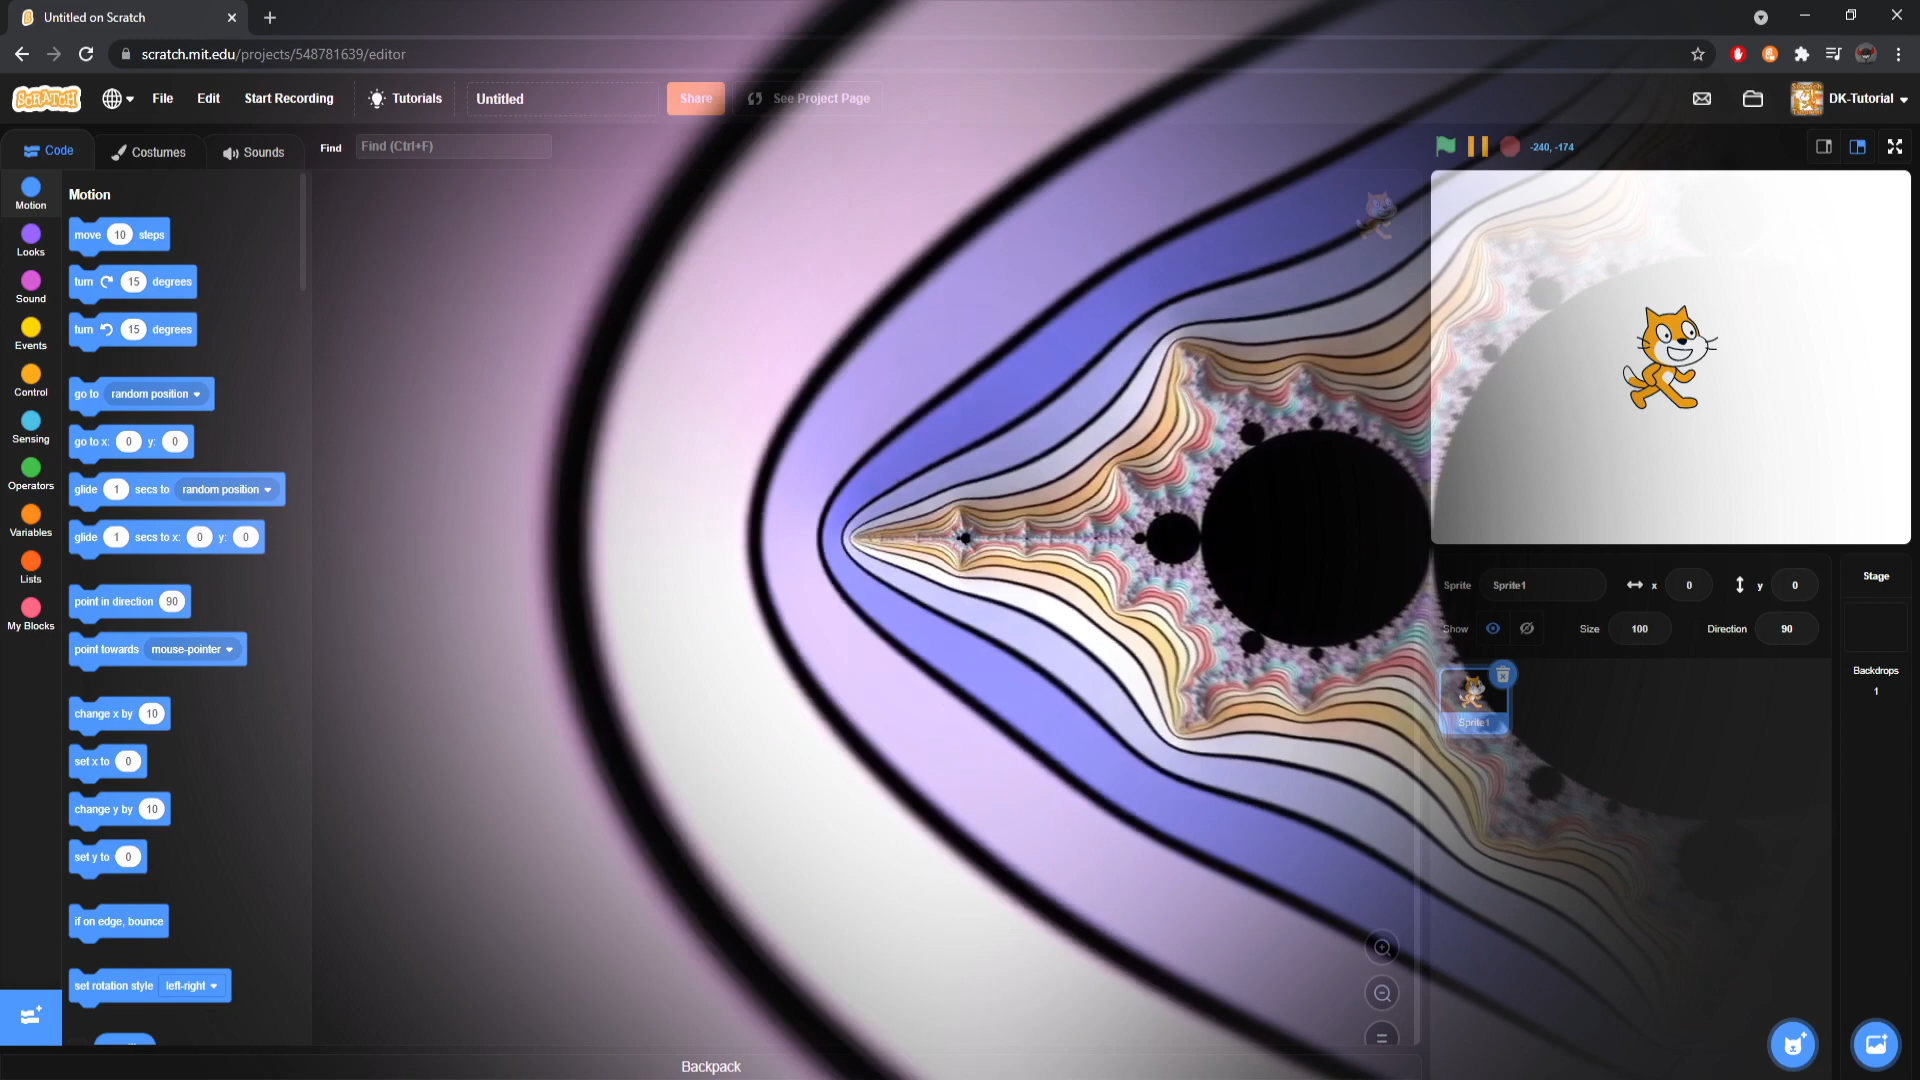 Untitled on Scratch
scratch.mit.edu/projects/548781639/editor
SCRATCH File Edit Start Recording Tutorials Untitled Share See Project Page DK-Tutorial
Code Costumes Sounds Find Find (Ctrl+F) -240, -174
Motion
Looks
Sound
Events
Control
Sensing
Operators
Variables
Lists
My Blocks
Motion
move 10 steps
turn 15 degrees
turn 15 degrees
go to random position
go to x: 0 y: 0
glide 1 secs to random position
glide 1 secs to x: 0 y: 0
point in direction 90
point towards mouse-pointer
change x by 10
set x to 0
change y by 10
set y to 0
if on edge, bounce
set rotation style left-right
Sprite Sprite1 x 0 y 0
Show Size 100 Direction 90
Sprite1
Stage
Backdrops
1
Backpack